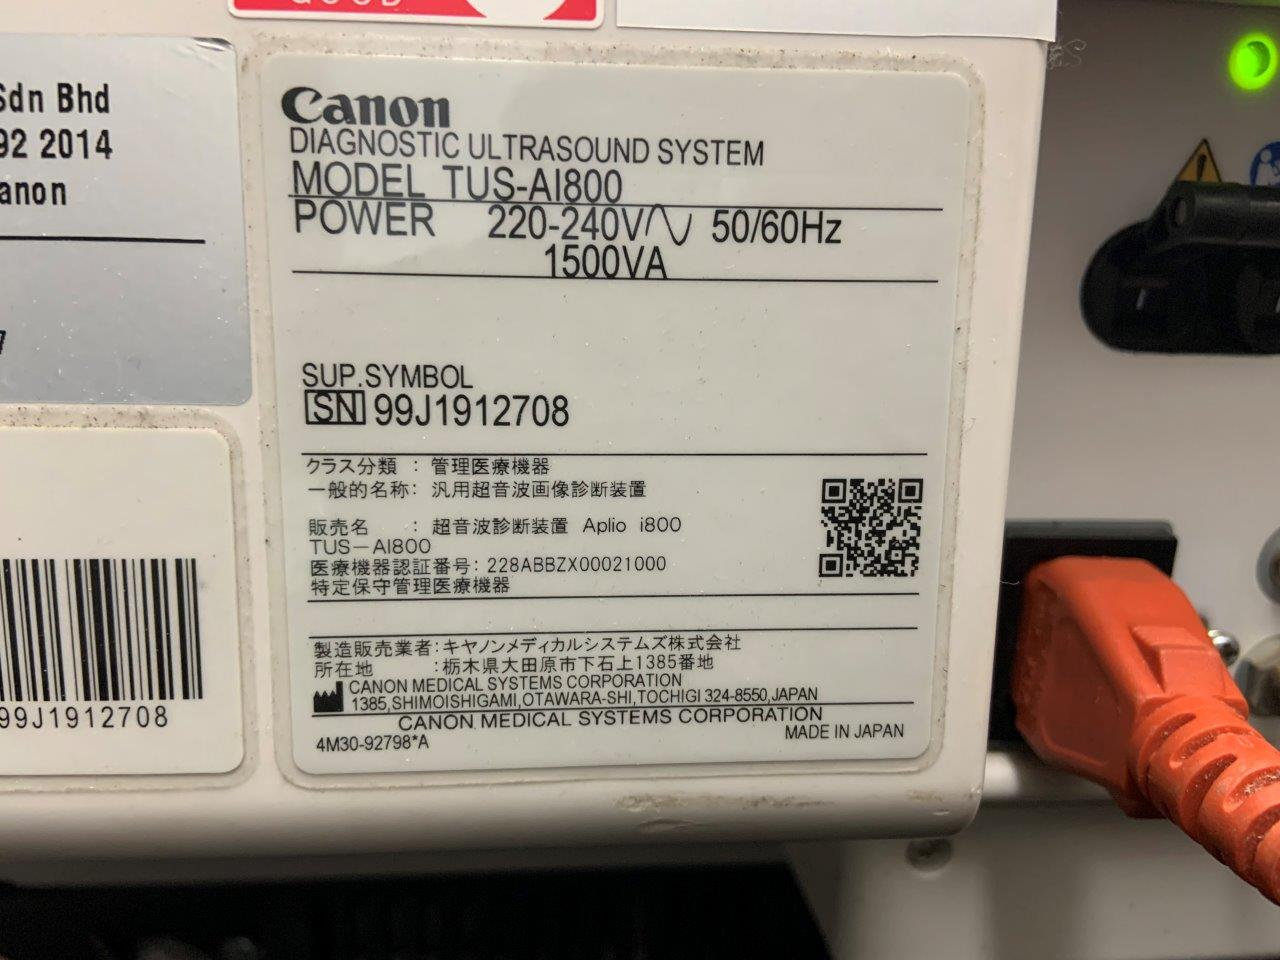 GOOD
Sdn Bhd
92 2014
anon
7
99J1912708
Canon
DIAGNOSTIC ULTRASOUND SYSTEM
MODEL TUS-AI800
POWER 220-240V 50/60Hz
1500VA
SUP.SYMBOL
SN 99J1912708
クラス分類 : 管理医療機器
一般的名称: 汎用超音波画像診断装置
販売名 : 超音波診断装置 Aplio i800
TUS-AI800
医療機器認証番号: 228ABBZX00021000
特定保守管理医療機器
製造販売業者:キヤノンメディカルシステムズ株式会社
所在地 :栃木県大田原市下石上1385番地
CANON MEDICAL SYSTEMS CORPORATION
1385,SHIMOISHIGAMI,OTAWARA-SHI,TOCHIGI 324-8550,JAPAN
CANON MEDICAL SYSTEMS CORPORATION
4M30-92798*A
MADE IN JAPAN